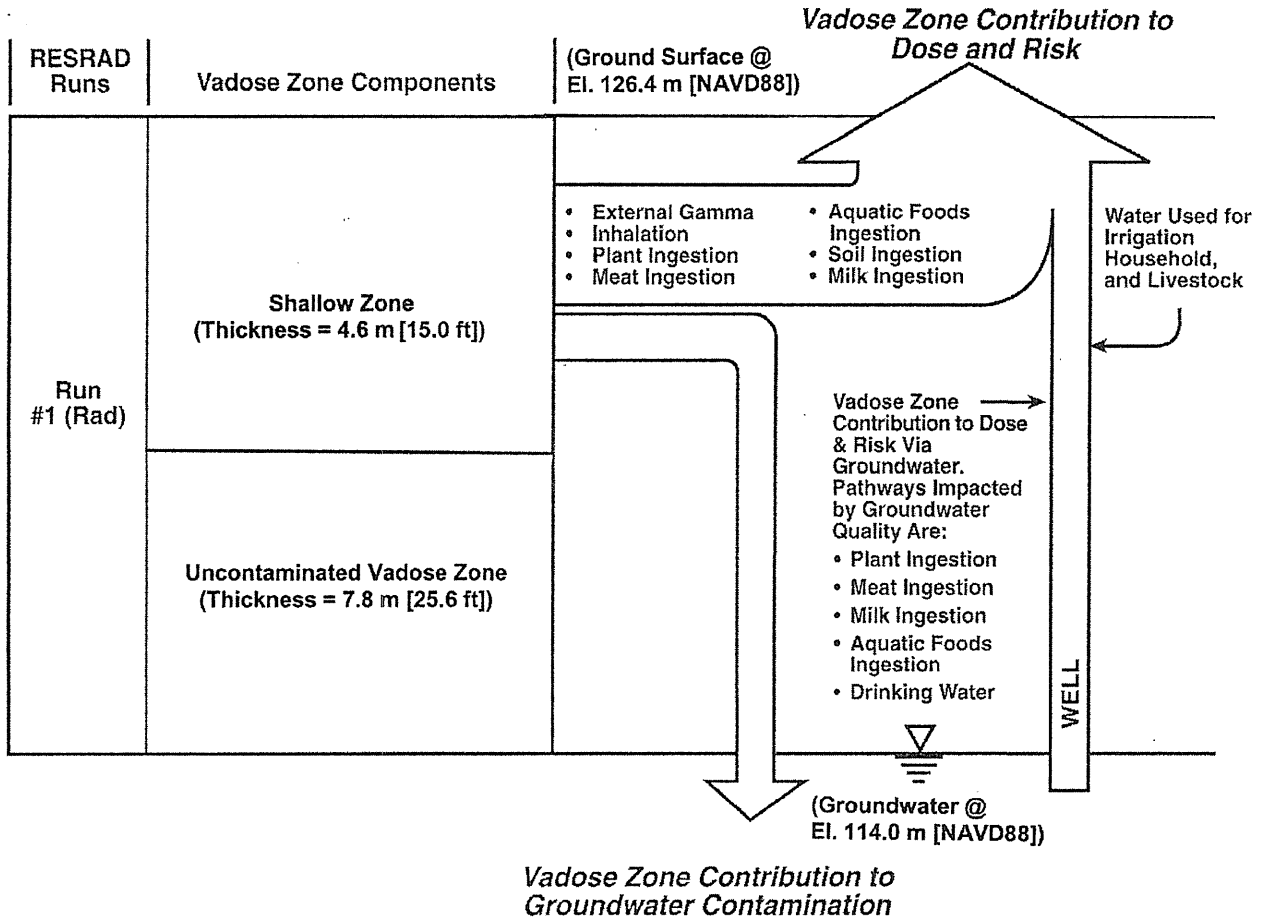 Vadose Zone Contribution to
Dose and Risk
RESRAD
Runs
Vadose Zone Components
(Ground Surface @
El. 126.4 m [NAVD88])
• External Gamma
• Inhalation
• Plant Ingestion
• Meat Ingestion
• Aquatic Foods
Ingestion
• Soil Ingestion
• Milk Ingestion
Water Used for
Irrigation
Household,
and Livestock
Shallow Zone
(Thickness = 4.6 m [15.0 ft])
Run
#1 (Rad)
Vadose Zone
Contribution to Dose
& Risk Via
Groundwater.
Pathways Impacted
by Groundwater
Quality Are:
• Plant Ingestion
• Meat Ingestion
• Milk Ingestion
• Aquatic Foods
Ingestion
• Drinking Water
Uncontaminated Vadose Zone
(Thickness = 7.8 m [25.6 ft])
WELL
(Groundwater @
El. 114.0 m [NAVD88])
Vadose Zone Contribution to
Groundwater Contamination